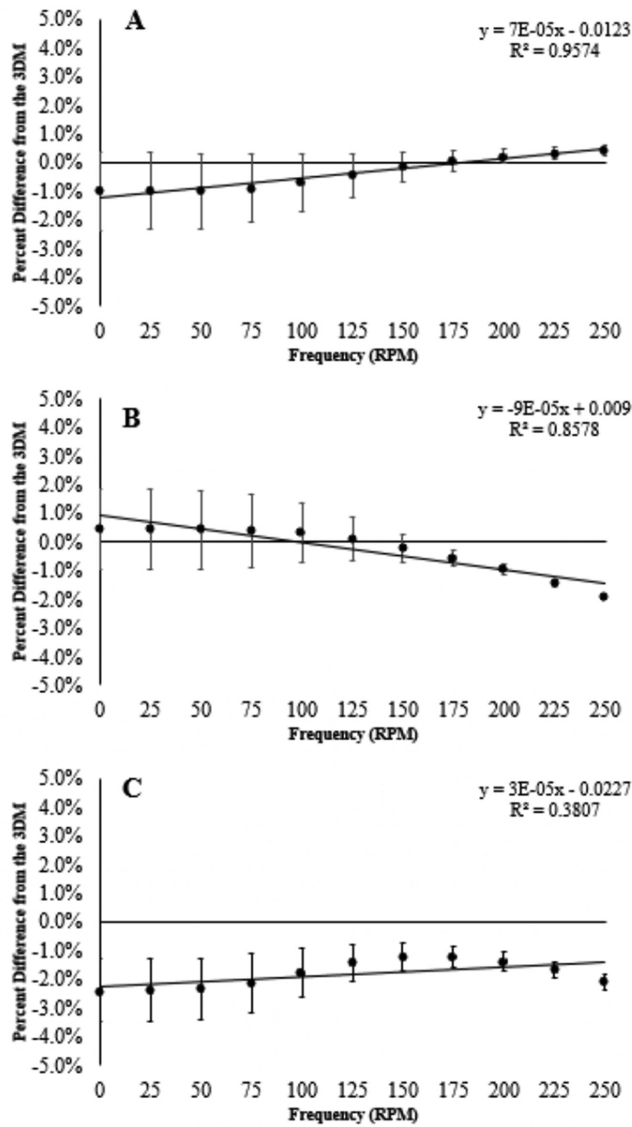 A
y = 7E-05x - 0.0123
R² = 0.9574
Percent Difference from the 3DM
5.0%
4.0%
3.0%
2.0%
1.0%
0.0%
-1.0%
-2.0%
-3.0%
-4.0%
-5.0%
0 25 50 75 100 125 150 175 200 225 250
Frequency (RPM)
B
y = -9E-05x + 0.009
R² = 0.8578
Percent Difference from the 3DM
5.0%
4.0%
3.0%
2.0%
1.0%
0.0%
-1.0%
-2.0%
-3.0%
-4.0%
-5.0%
0 25 50 75 100 125 150 175 200 225 250
Frequency (RPM)
C
y = 3E-05x - 0.0227
R² = 0.3807
Percent Difference from the 3DM
5.0%
4.0%
3.0%
2.0%
1.0%
0.0%
-1.0%
-2.0%
-3.0%
-4.0%
-5.0%
0 25 50 75 100 125 150 175 200 225 250
Frequency (RPM)